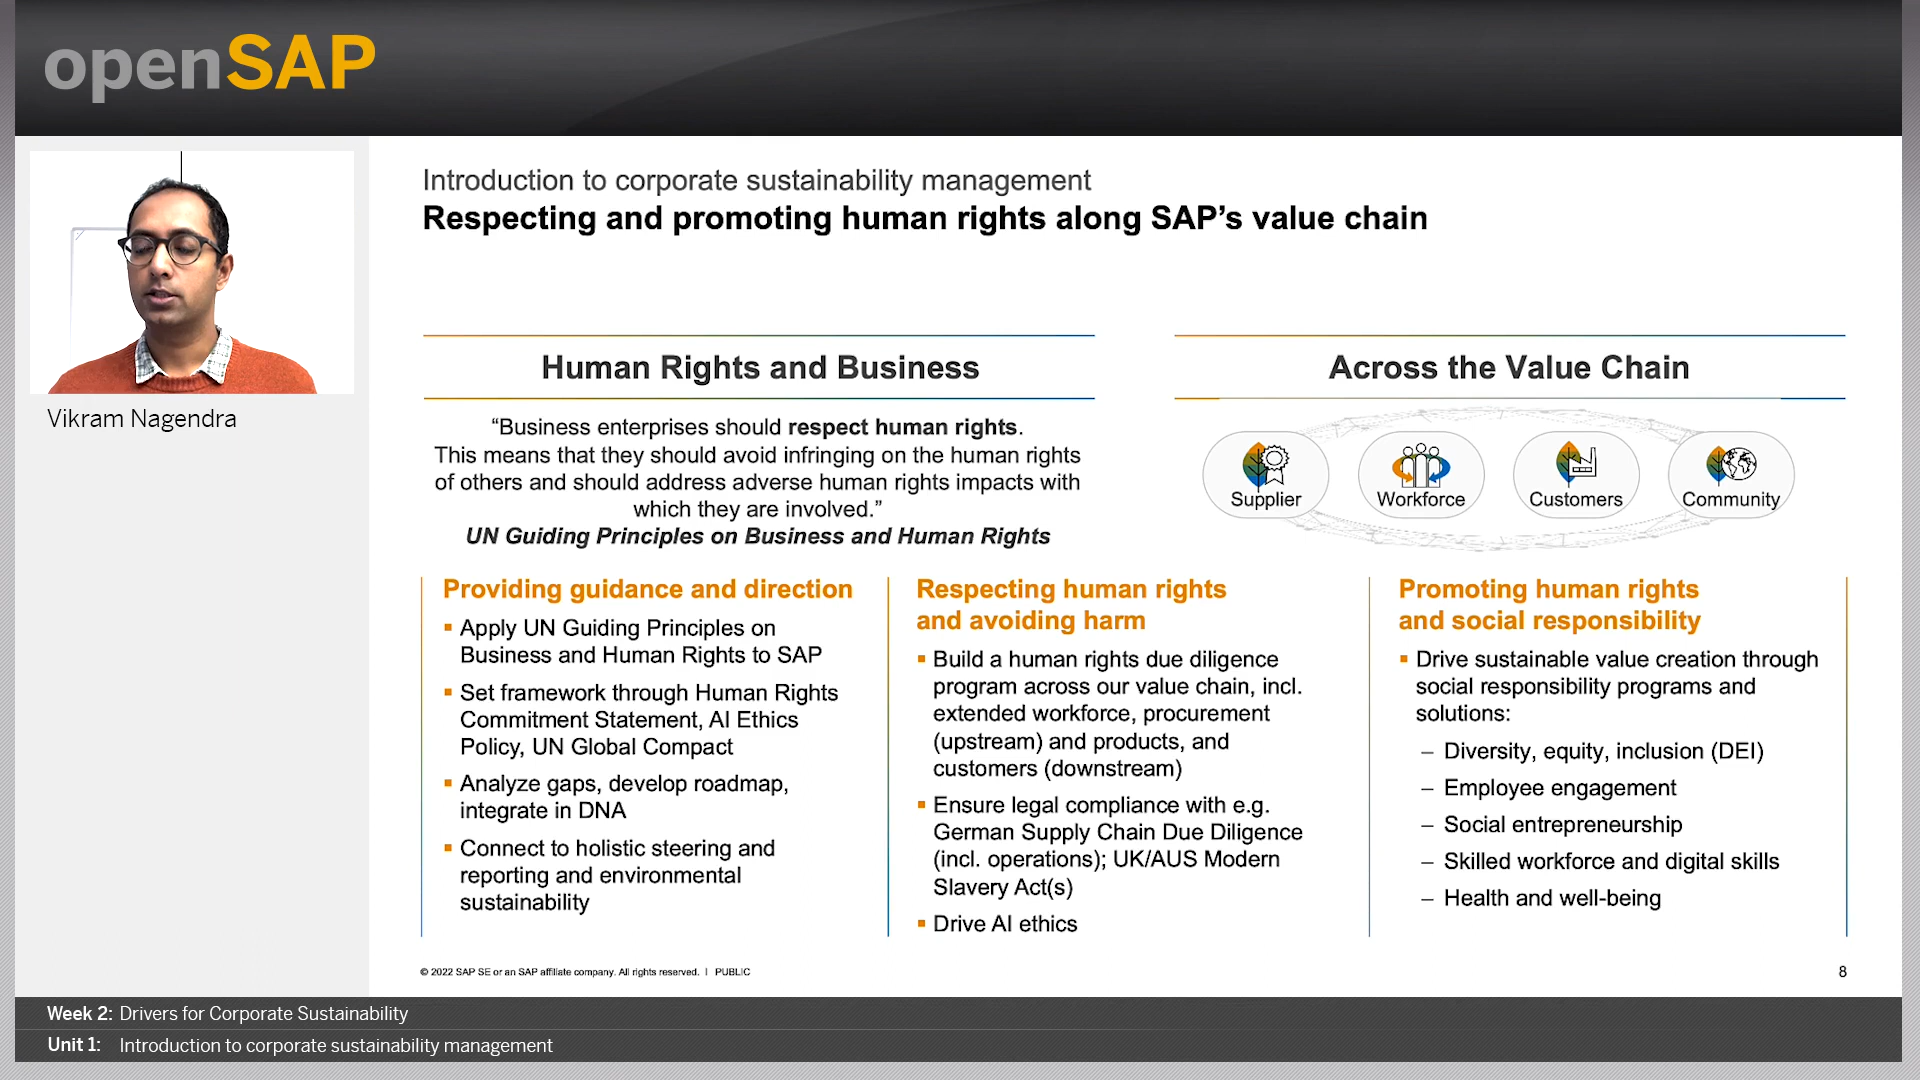 openSAP
Vikram Nagendra
Introduction to corporate sustainability management
Respecting and promoting human rights along SAP’s value chain
Human Rights and Business
“Business enterprises should respect human rights.
This means that they should avoid infringing on the human rights
of others and should address adverse human rights impacts with
which they are involved.”
UN Guiding Principles on Business and Human Rights
Across the Value Chain
Supplier
Workforce
Customers
Community
Providing guidance and direction
▪ Apply UN Guiding Principles on
Business and Human Rights to SAP
▪ Set framework through Human Rights
Commitment Statement, AI Ethics
Policy, UN Global Compact
▪ Analyze gaps, develop roadmap,
integrate in DNA
▪ Connect to holistic steering and
reporting and environmental
sustainability
Respecting human rights
and avoiding harm
▪ Build a human rights due diligence
program across our value chain, incl.
extended workforce, procurement
(upstream) and products, and
customers (downstream)
▪ Ensure legal compliance with e.g.
German Supply Chain Due Diligence
(incl. operations); UK/AUS Modern
Slavery Act(s)
▪ Drive AI ethics
Promoting human rights
and social responsibility
▪ Drive sustainable value creation through
social responsibility programs and
solutions:
– Diversity, equity, inclusion (DEI)
– Employee engagement
– Social entrepreneurship
– Skilled workforce and digital skills
– Health and well-being
© 2022 SAP SE or an SAP affiliate company. All rights reserved. | PUBLIC
8
Week 2: Drivers for Corporate Sustainability
Unit 1: Introduction to corporate sustainability management